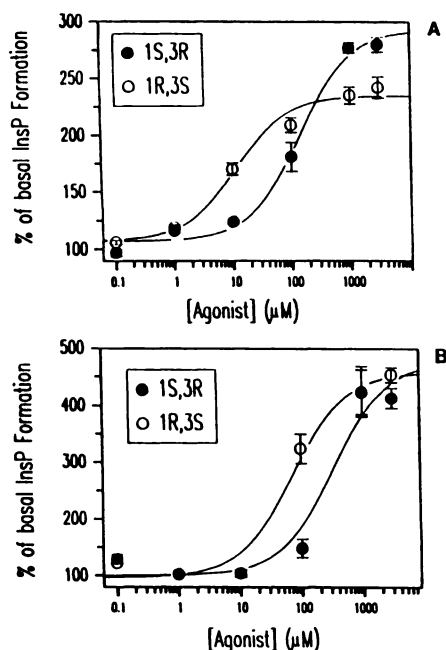 A
300
250
200
150
100
1S,3R
1R,3S
% of basal InsP Formation
0.1 1 10 100 1000
[Agonist] (μM)
B
500
400
300
200
100
1S,3R
1R,3S
% of basal InsP Formation
0.1 1 10 100 1000
[Agonist] (μM)